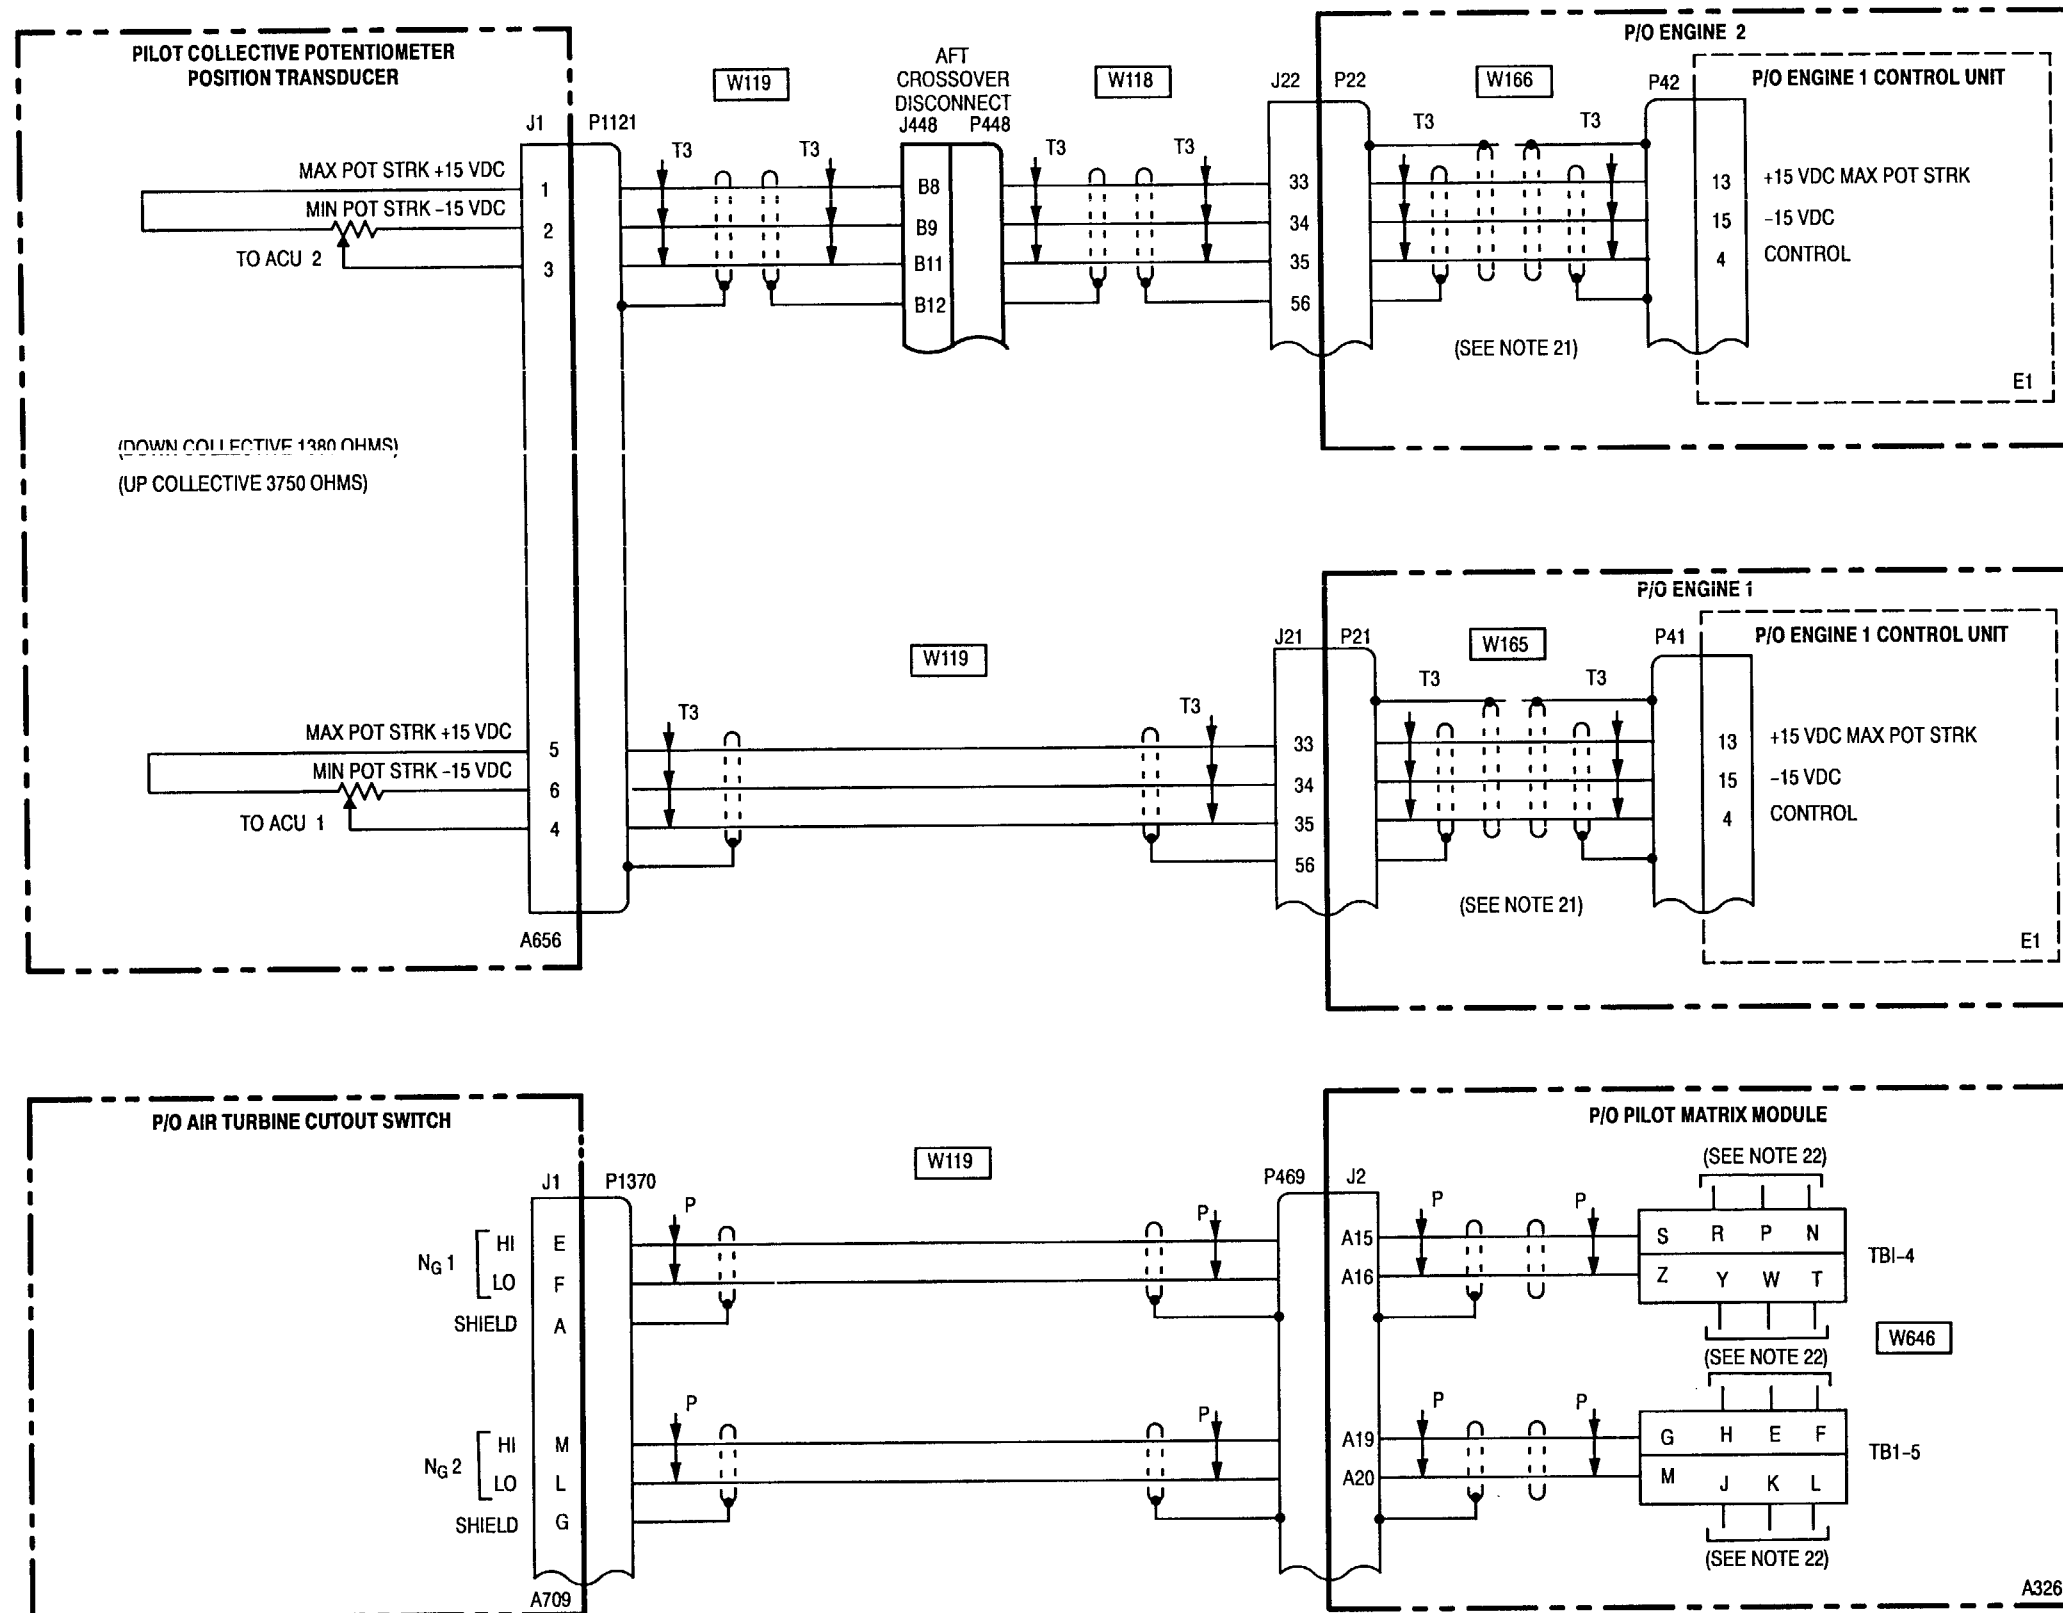 PILOT COLLECTIVE POTENTIOMETER
POSITION TRANSDUCER
J1
P1121
W119
AFT
CROSSOVER
DISCONNECT
J448
P448
W118
J22
P22
P/O ENGINE 2
W166
P42
P/O ENGINE 1 CONTROL UNIT
T3
T3
T3
T3
T3
T3
MAX POT STRK +15 VDC
1
B8
33
13
+15 VDC MAX POT STRK
MIN POT STRK –15 VDC
2
B9
34
15
–15 VDC
TO ACU 2
3
B11
35
4
CONTROL
B12
56
(SEE NOTE 21)
E1
(DOWN COLLECTIVE 1380 OHMS)
(UP COLLECTIVE 3750 OHMS)
P/O ENGINE 1
W119
J21
P21
W165
P41
P/O ENGINE 1 CONTROL UNIT
T3
T3
T3
T3
MAX POT STRK +15 VDC
5
33
13
+15 VDC MAX POT STRK
MIN POT STRK –15 VDC
6
34
15
–15 VDC
TO ACU 1
4
35
4
CONTROL
56
(SEE NOTE 21)
A656
E1
P/O AIR TURBINE CUTOUT SWITCH
P/O PILOT MATRIX MODULE
W119
J1
P1370
P469
J2
(SEE NOTE 22)
P
P
P
P
NG 1
HI
E
A15
S
R P N
LO
F
A16
Z
Y W T
TBI–4
SHIELD
A
(SEE NOTE 22)
W646
P
P
P
P
NG 2
HI
M
A19
G
H E F
LO
L
A20
M
J K L
TB1–5
SHIELD
G
(SEE NOTE 22)
A709
A326